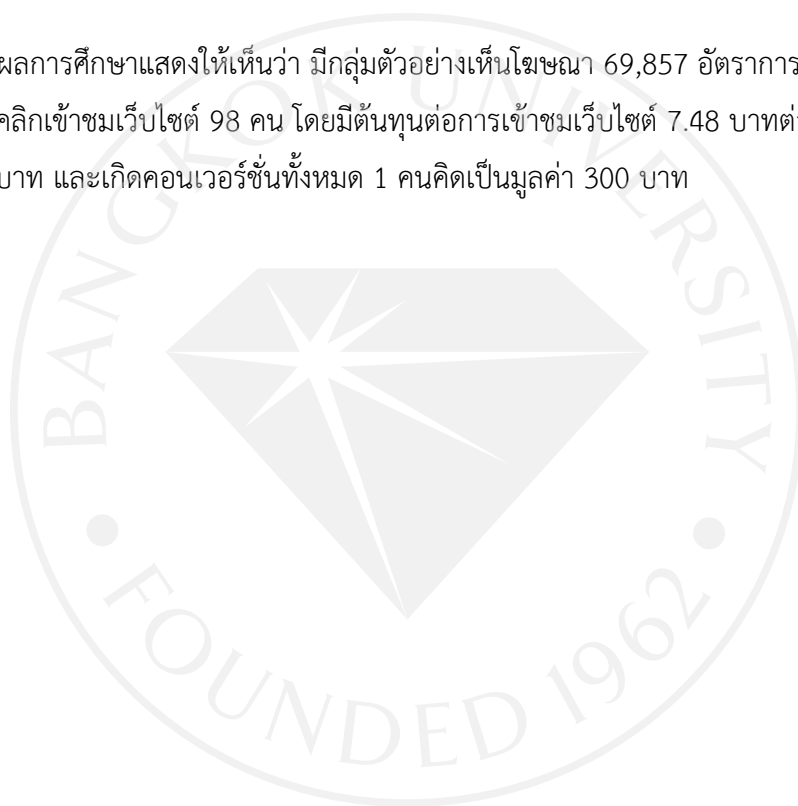 ผลการศึกษาแสดงให้เห็นว่า มีกลุ่มตัวอย่างเห็นโฆษณา 69,857 อัตราการ
คลิกเข้าชมเว็บไซต์ 98 คน โดยมีต้นทุนต่อการเข้าชมเว็บไซต์ 7.48 บาทต่
บาท และเกิดคอนเวอร์ชั่นทั้งหมด 1 คนคิดเป็นมูลค่า 300 บาท
BANGKOK UNIVERSITY
• FOUNDED 1962 •